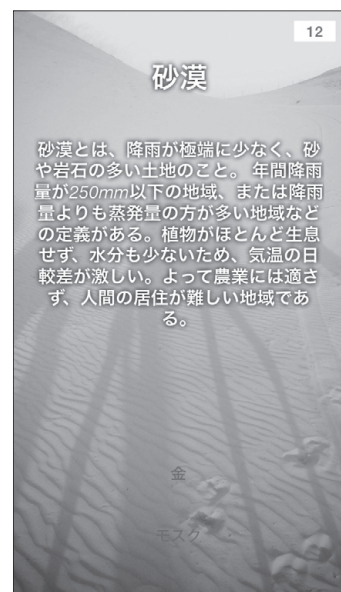 12
砂漠
砂漠とは、降雨が極端に少なく、砂
や岩石の多い土地のこと。 年間降雨
量が250mm以下の地域、または降雨
量よりも蒸発量の方が多い地域など
の定義がある。植物がほとんど生息
せず、水分も少ないため、気温の日
較差が激しい。よって農業には適さ
ず、人間の居住が難しい地域であ
る。
金
モスク